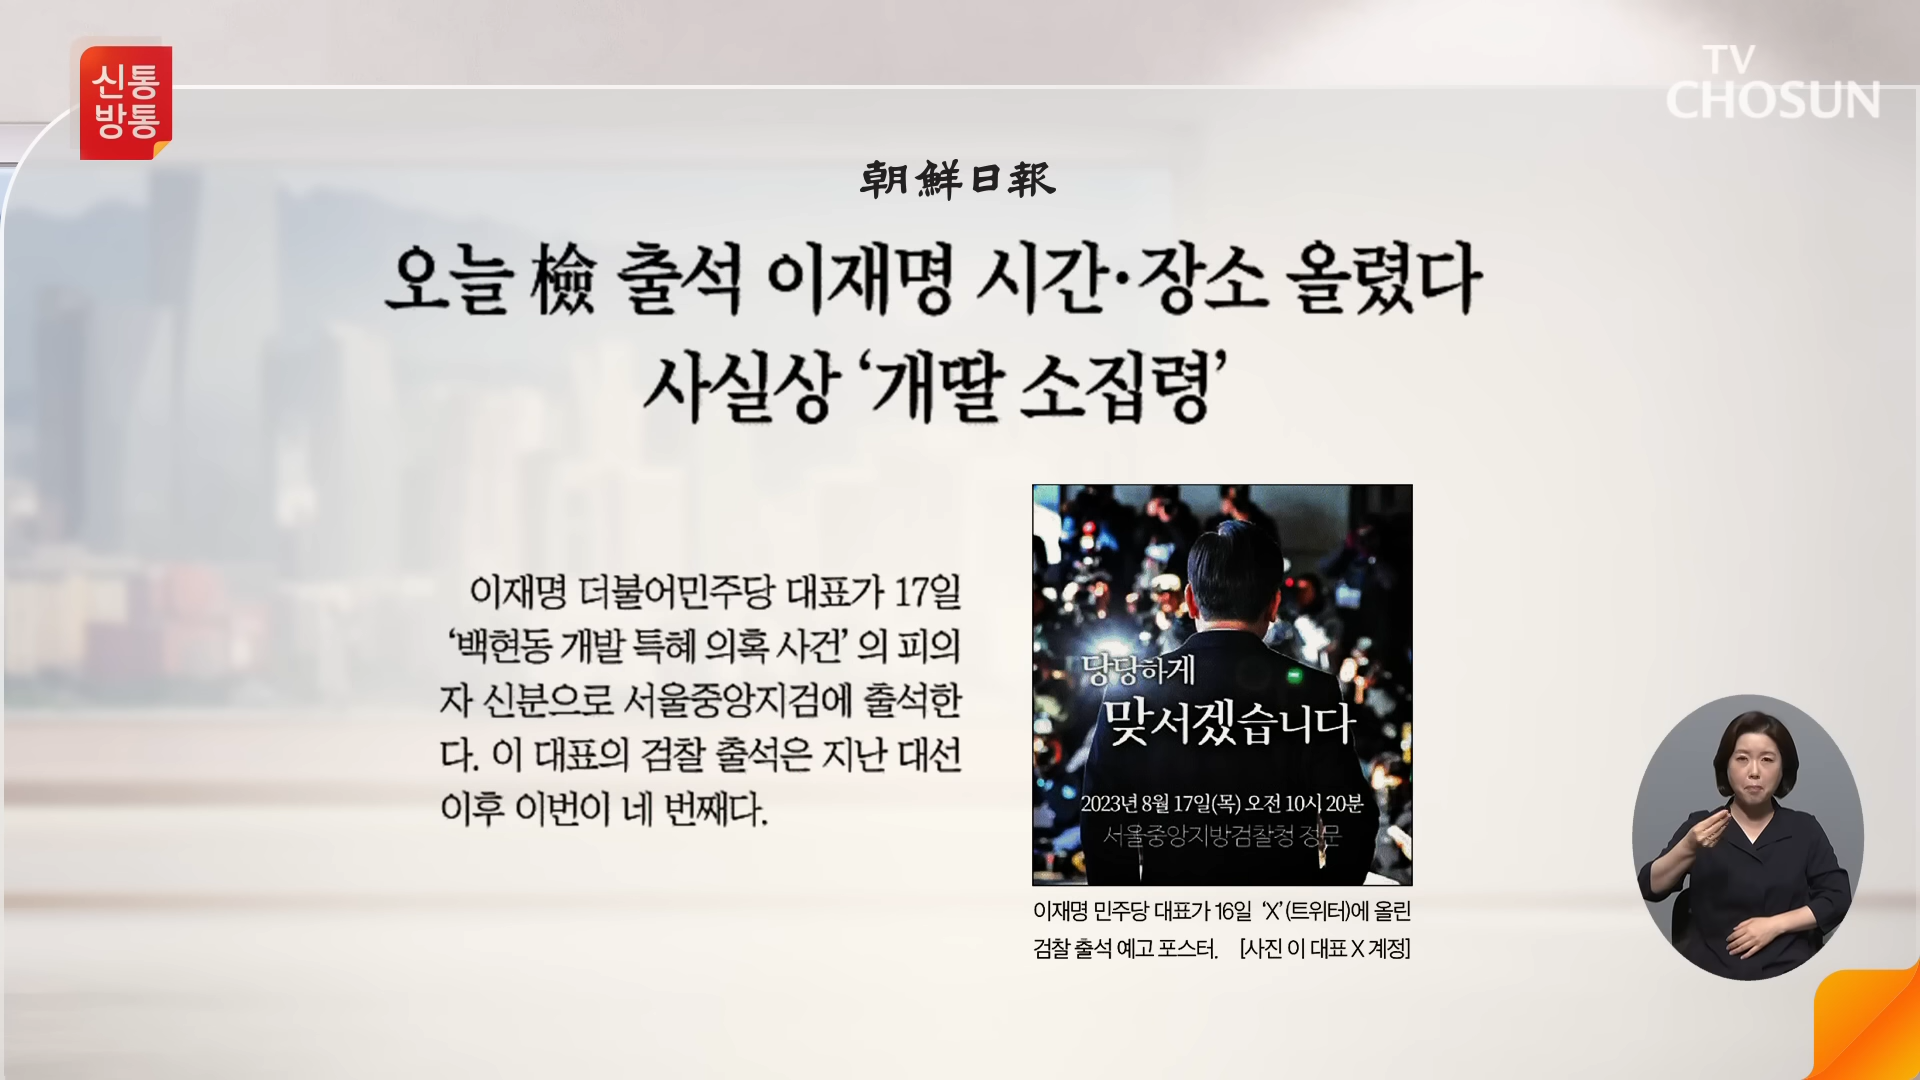 신통
방통
TV
CHOSUN
朝鮮日報
오늘 檢 출석 이재명 시간·장소 올렸다
사실상 ‘개딸 소집령’
이재명 더불어민주당 대표가 17일
‘백현동 개발 특혜 의혹 사건’ 의 피의
자 신분으로 서울중앙지검에 출석한
다. 이 대표의 검찰 출석은 지난 대선
이후 이번이 네 번째다.
당당하게
맞서겠습니다
2023년 8월 17일(목) 오전 10시 20분
서울중앙지방검찰청 정문
이재명 민주당 대표가 16일 ‘X’(트위터)에 올린
검찰 출석 예고 포스터. [사진 이 대표 X 계정]